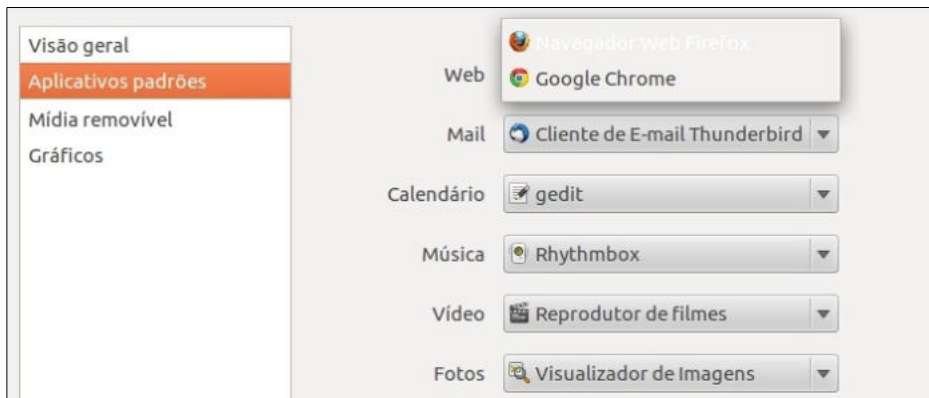 Visão geral
Aplicativos padrões
Mídia removível
Gráficos
Navegador Web Firefox
Web
Google Chrome
Mail
Cliente de E-mail Thunderbird
Calendário
gedit
Música
Rhythmbox
Vídeo
Reprodutor de filmes
Fotos
Visualizador de Imagens